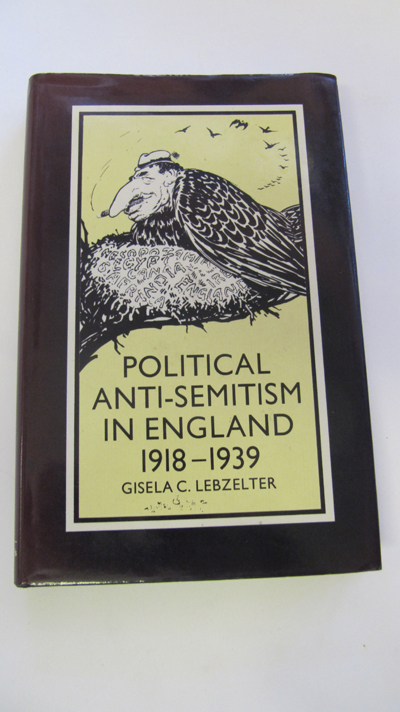 POLITICAL
ANTI-SEMITISM
IN ENGLAND
1918–1939
GISELA C. LEBZELTER